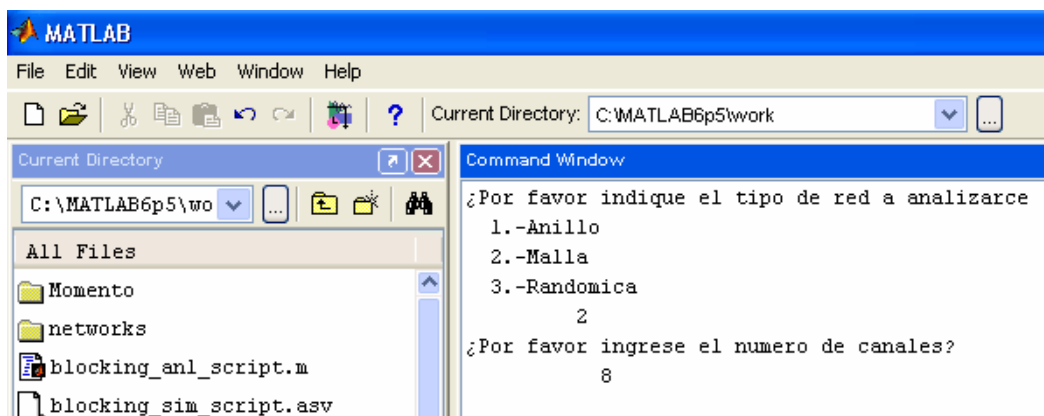 MATLAB
File Edit View Web Window Help
? Current Directory: C:\MATLAB6p5\work ...
Current Directory
C:\MATLAB6p5\wo ...
All Files
Momento
networks
blocking_anl_script.m
blocking_sim_script.asv
Command Window
¿Por favor indique el tipo de red a analizarce
1.-Anillo
2.-Malla
3.-Randomica
2
¿Por favor ingrese el numero de canales?
8